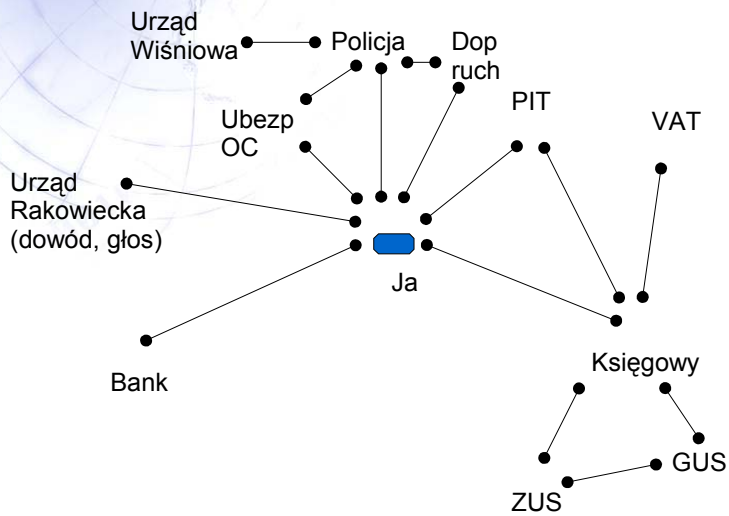 Urząd
Wiśniowa
Policja
Dop
ruch
PIT
VAT
Ubezp
OC
Urząd
Rakowiecka
(dowód, głos)
Ja
Bank
Księgowy
GUS
ZUS